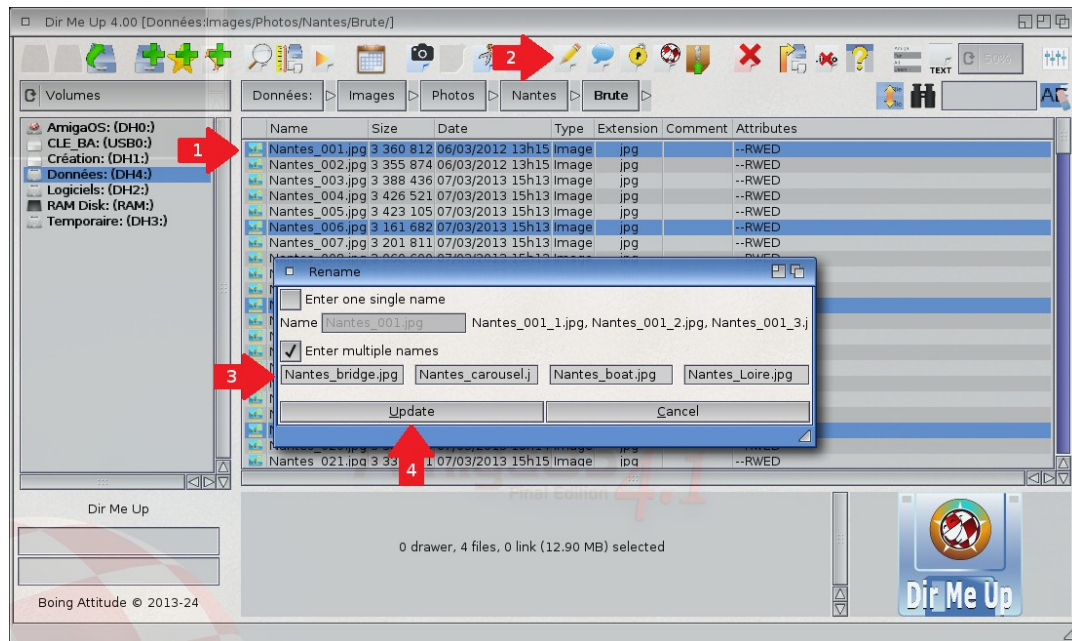 Dir Me Up 4.00 [Données:Images/Photos/Nantes/Brute/]
2
TEXT
50%
Volumes
Données: Images Photos Nantes Brute
AmigaOS: (DH0:)
CLE_BA: (USB0:)
Création: (DH1:)
Données: (DH4:)
Logiciels: (DH2:)
RAM Disk: (RAM:)
Temporaire: (DH3:)
1
Name Size Date Type Extension Comment Attributes
Nantes_001.jpg 3 360 812 06/03/2012 13h15 Image jpg --RWED
Nantes_002.jpg 3 355 874 06/03/2012 13h15 Image jpg --RWED
Nantes_003.jpg 3 388 436 07/03/2013 15h13 Image jpg --RWED
Nantes_004.jpg 3 426 521 07/03/2013 15h13 Image jpg --RWED
Nantes_005.jpg 3 423 105 07/03/2013 15h13 Image jpg --RWED
Nantes_006.jpg 3 161 682 07/03/2013 15h13 Image jpg --RWED
Nantes_007.jpg 3 201 811 07/03/2013 15h13 Image jpg --RWED
Rename
Enter one single name
Name Nantes_001.jpg Nantes_001_1.jpg, Nantes_001_2.jpg, Nantes_001_3.j
Enter multiple names
3
Nantes_bridge.jpg Nantes_carousel.j Nantes_boat.jpg Nantes_Loire.jpg
Update Cancel
4
Nantes_021.jpg 3 33 1 07/03/2013 15h15 Image jpg --RWED
4.1
Final Edition
Dir Me Up
0 drawer, 4 files, 0 link (12.90 MB) selected
Boing Attitude © 2013-24
Dir Me Up